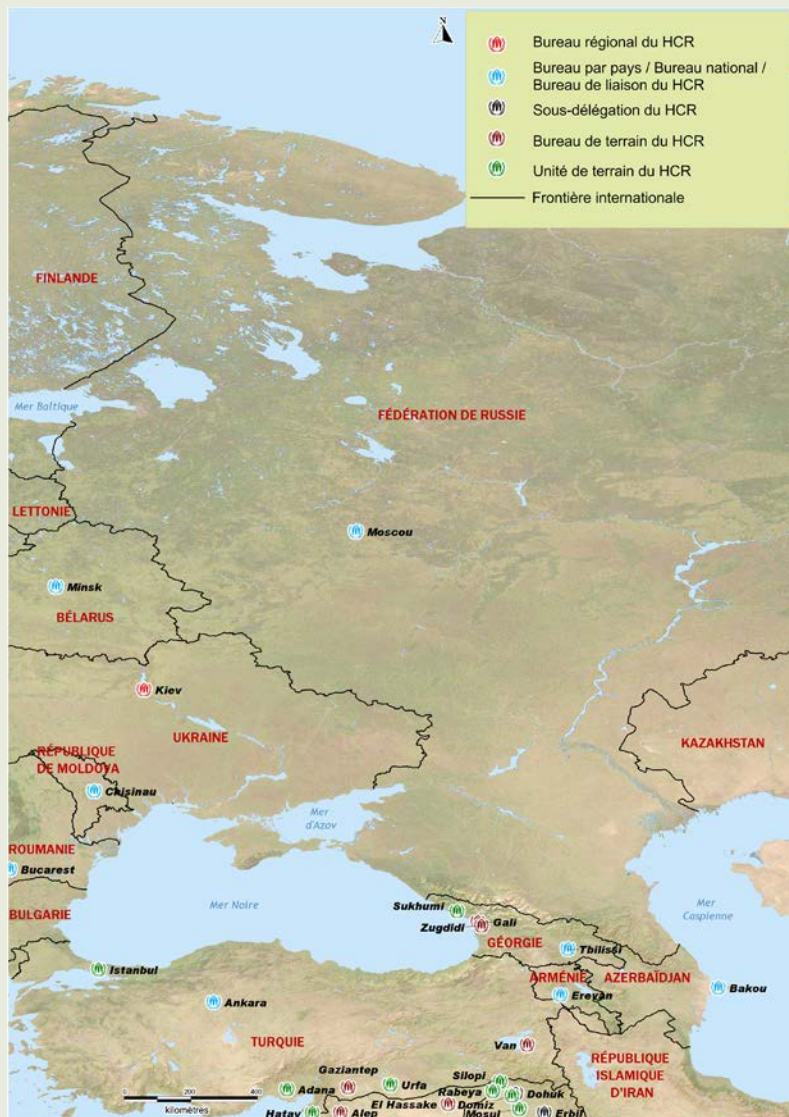 N
Bureau régional du HCR
Bureau par pays / Bureau national /
Bureau de liaison du HCR
Sous-délégation du HCR
Bureau de terrain du HCR
Unité de terrain du HCR
Frontière internationale
FINLANDE
Mer Baltique
FÉDÉRATION DE RUSSIE
LETTONIE
Moscou
Minsk
BÉLARUS
Kiev
UKRAINE
KAZAKHSTAN
RÉPUBLIQUE
DE MOLDOVA
Chisinau
Mer
d'Azov
ROUMANIE
Bucarest
BULGARIE
Mer Noire
Mer
Caspienne
Sukhumi
Gali
Zugdidi
GÉORGIE
Tbilissi
Istanbul
ARMÉNIE
AZERBAÏDJAN
Ankara
Erevan
Bakou
TURQUIE
Van
RÉPUBLIQUE
ISLAMIQUE
D'IRAN
Gaziantep
Silopi
Adana
Urfa
Rabeya
Dohuk
0
200
400
kilomètres
El Hassake
Domiz
Hatay
Alep
Mosul
Erbil